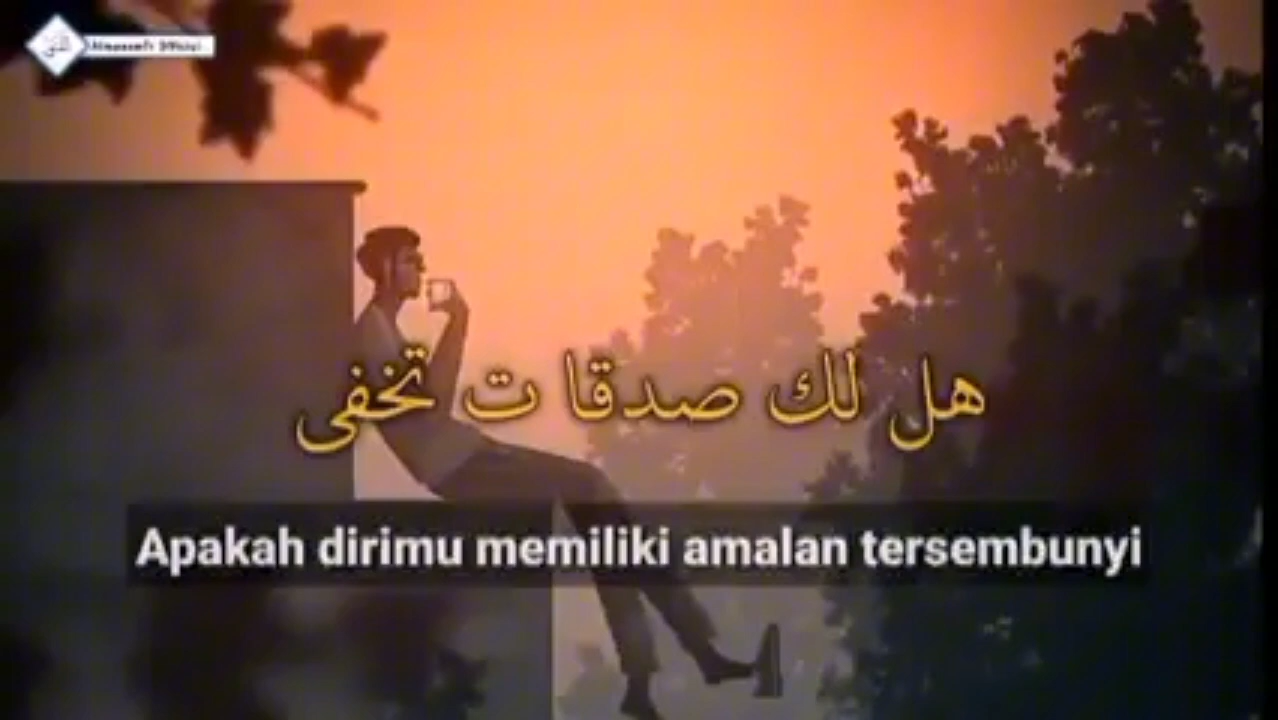 هل لك صدقا ت تخفى
Apakah dirimu memiliki amalan tersembunyi